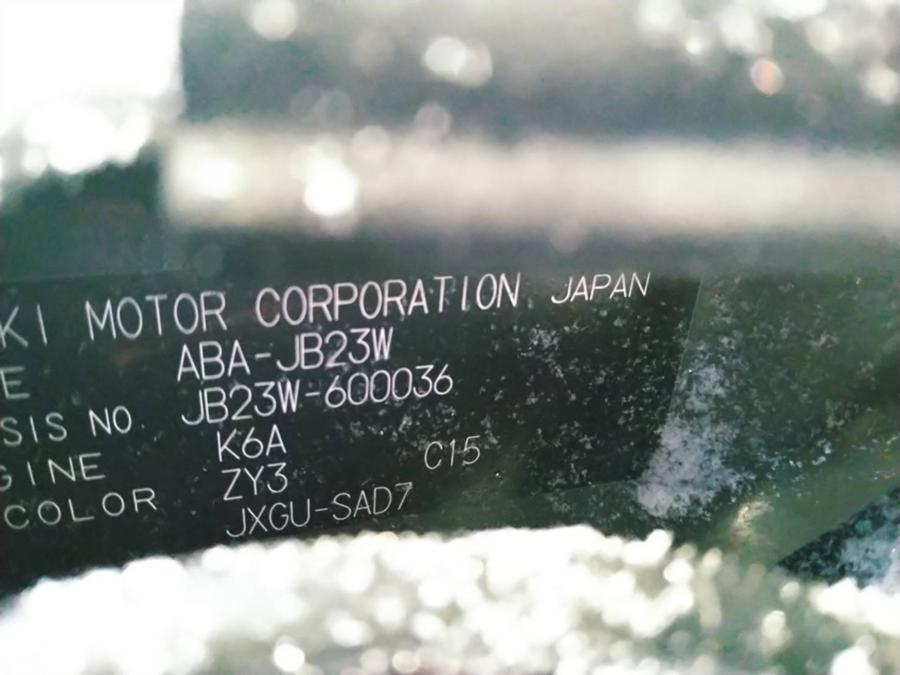 KI MOTOR CORPORATION JAPAN
E ABA-JB23W
SIS NO. JB23W-600036
GINE K6A
COLOR ZY3 C15
JXGU-SAD7